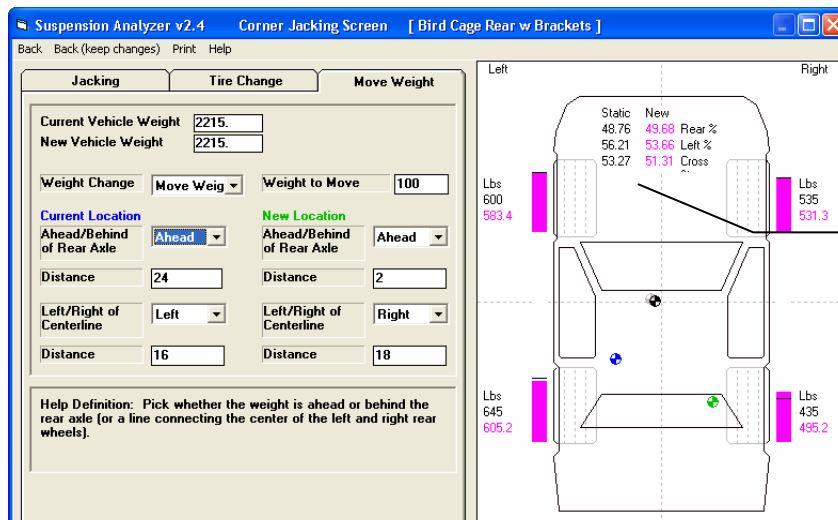 Suspension Analyzer v2.4 Corner Jacking Screen [ Bird Cage Rear w Brackets ]
Back Back (keep changes) Print Help
Jacking Tire Change Move Weight
Current Vehicle Weight 2215.
New Vehicle Weight 2215.
Weight Change Move Weig Weight to Move 100
Current Location New Location
Ahead/Behind of Rear Axle Ahead Ahead/Behind of Rear Axle Ahead
Distance 24 Distance 2
Left/Right of Centerline Left Left/Right of Centerline Right
Distance 16 Distance 18
Help Definition: Pick whether the weight is ahead or behind the
rear axle (or a line connecting the center of the left and right rear
wheels).
Left Right
Static New
48.76 49.68 Rear %
56.21 53.66 Left %
53.27 51.31 Cross
Lbs
600
583.4
Lbs
535
531.3
Lbs
645
605.2
Lbs
435
495.2